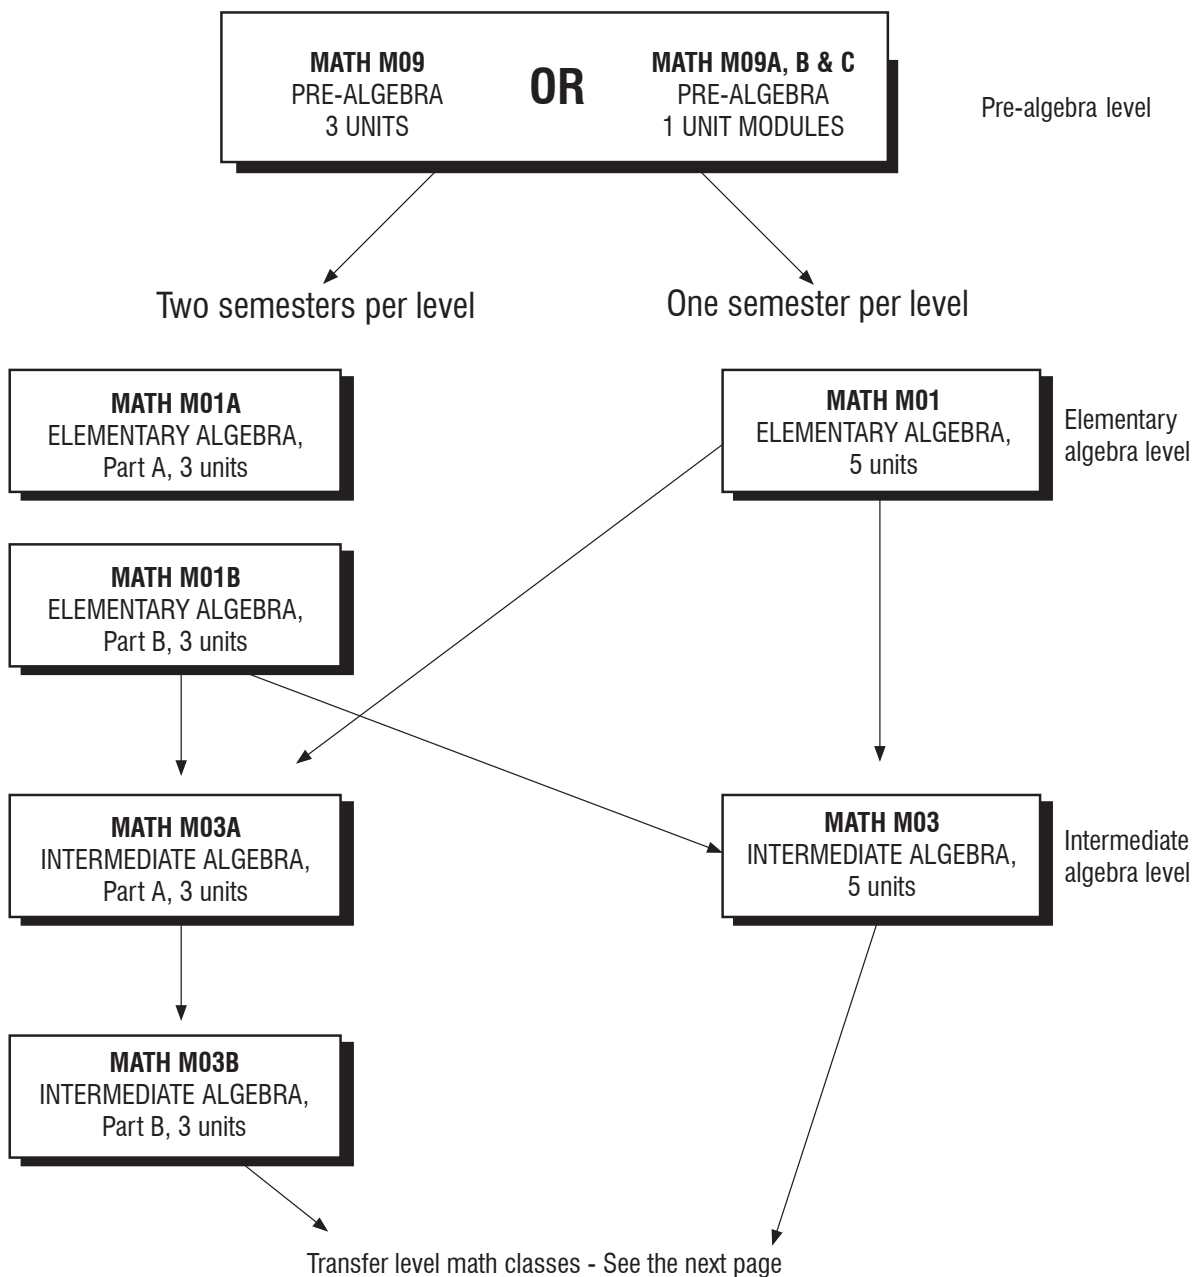 MATH M09
PRE-ALGEBRA
3 UNITS
OR
MATH M09A, B & C
PRE-ALGEBRA
1 UNIT MODULES
Pre-algebra level
Two semesters per level
One semester per level
MATH M01A
ELEMENTARY ALGEBRA,
Part A, 3 units
MATH M01
ELEMENTARY ALGEBRA,
5 units
Elementary
algebra level
MATH M01B
ELEMENTARY ALGEBRA,
Part B, 3 units
MATH M03A
INTERMEDIATE ALGEBRA,
Part A, 3 units
MATH M03
INTERMEDIATE ALGEBRA,
5 units
Intermediate
algebra level
MATH M03B
INTERMEDIATE ALGEBRA,
Part B, 3 units
Transfer level math classes - See the next page